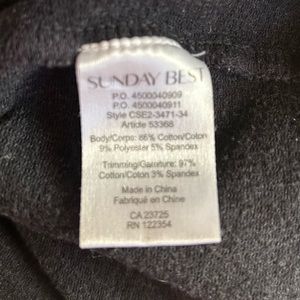 SUNDAY BEST
P.O. 4500040909
P.O. 4500040911
Style CSE2-3471-34
Article 53368
Body/Corps: 86% Cotton/Coton
9% Polyester 5% Spandex
Trimming/Garniture: 97%
Cotton/Coton 3% Spandex
Made in China
Fabriqué en Chine
CA 23725
RN 122354